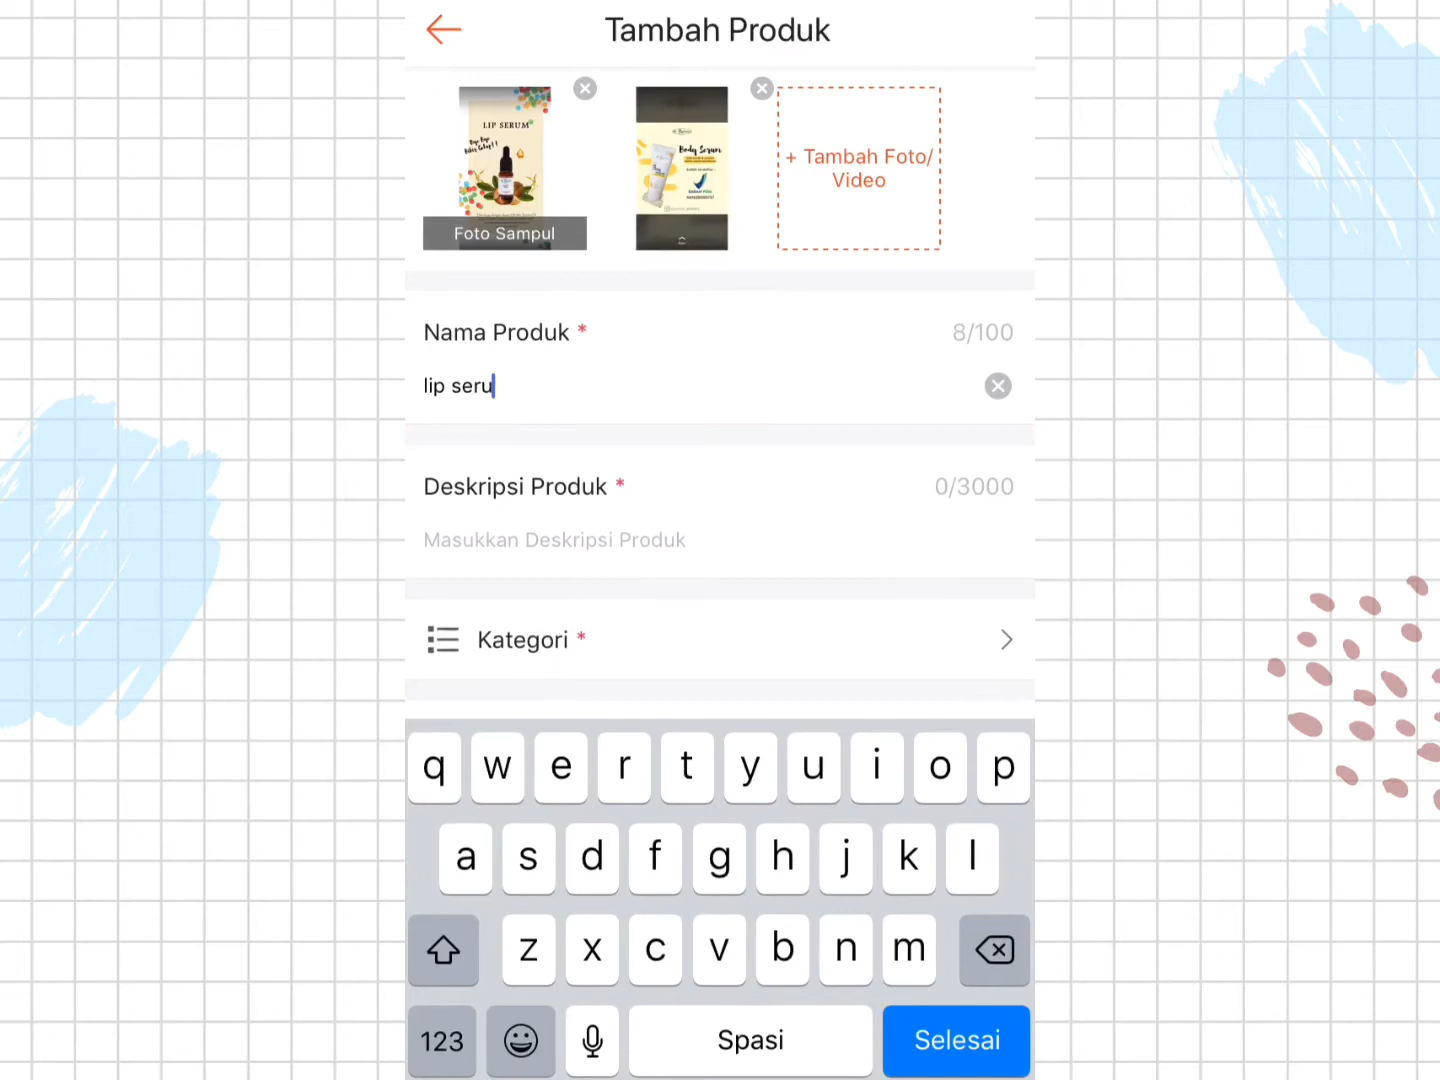 Tambah Produk
LIP SERUM
Foto Sampul
Body Serum
+ Tambah Foto/
Video
Nama Produk *
8/100
lip seru
Deskripsi Produk *
0/3000
Masukkan Deskripsi Produk
Kategori *
q w e r t y u i o p
a s d f g h j k l
z x c v b n m
123
Spasi
Selesai